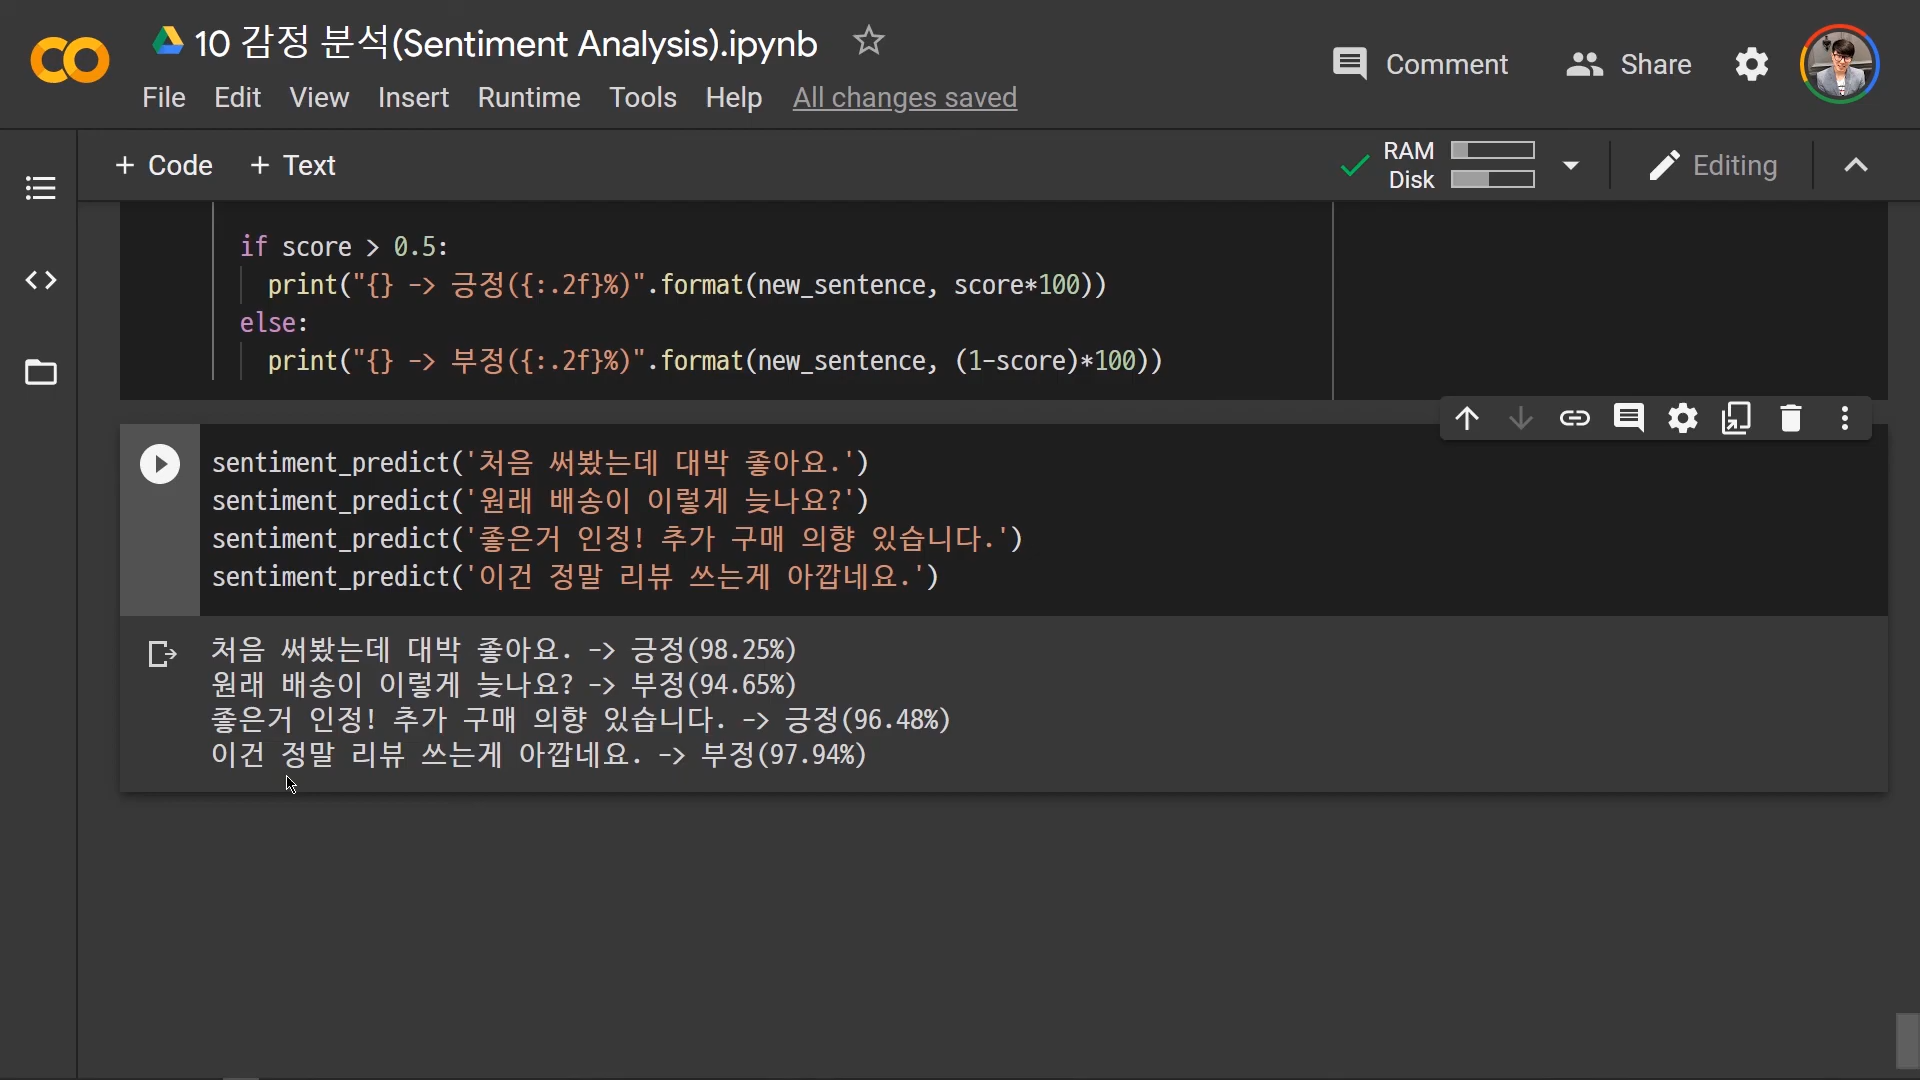 10 감정 분석(Sentiment Analysis).ipynb
Comment
Share
File Edit View Insert Runtime Tools Help All changes saved
+ Code + Text
RAM
Disk
Editing
if score > 0.5:
print("{} -> 긍정({:.2f}%)".format(new_sentence, score*100))
else:
print("{} -> 부정({:.2f}%)".format(new_sentence, (1-score)*100))
sentiment_predict('처음 써봤는데 대박 좋아요.')
sentiment_predict('원래 배송이 이렇게 늦나요?')
sentiment_predict('좋은거 인정! 추가 구매 의향 있습니다.')
sentiment_predict('이건 정말 리뷰 쓰는게 아깝네요.')
처음 써봤는데 대박 좋아요. -> 긍정(98.25%)
원래 배송이 이렇게 늦나요? -> 부정(94.65%)
좋은거 인정! 추가 구매 의향 있습니다. -> 긍정(96.48%)
이건 정말 리뷰 쓰는게 아깝네요. -> 부정(97.94%)